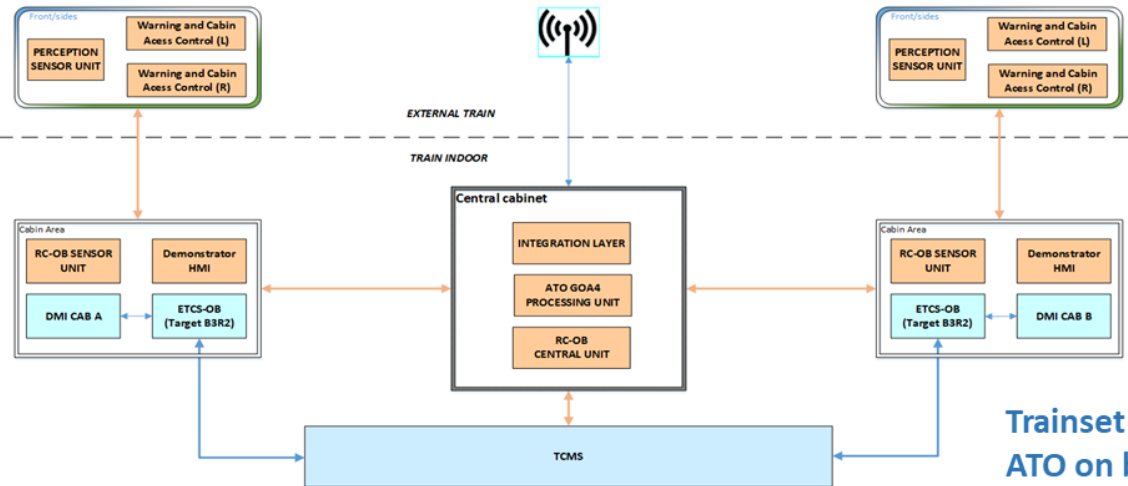 Front/sides
PERCEPTION
SENSOR UNIT
Warning and Cabin
Acess Control (L)
Warning and Cabin
Acess Control (R)
Front/sides
PERCEPTION
SENSOR UNIT
Warning and Cabin
Acess Control (L)
Warning and Cabin
Acess Control (R)
EXTERNAL TRAIN
TRAIN INDOOR
Cabin Area
RC-OB SENSOR
UNIT
Demonstrator
HMI
DMI CAB A
ETCS-OB
(Target B3R2)
Central cabinet
INTEGRATION LAYER
ATO GOA4
PROCESSING UNIT
RC-OB
CENTRAL UNIT
Cabin Area
RC-OB SENSOR
UNIT
Demonstrator
HMI
ETCS-OB
(Target B3R2)
DMI CAB B
TCMS
Trainset
ATO on